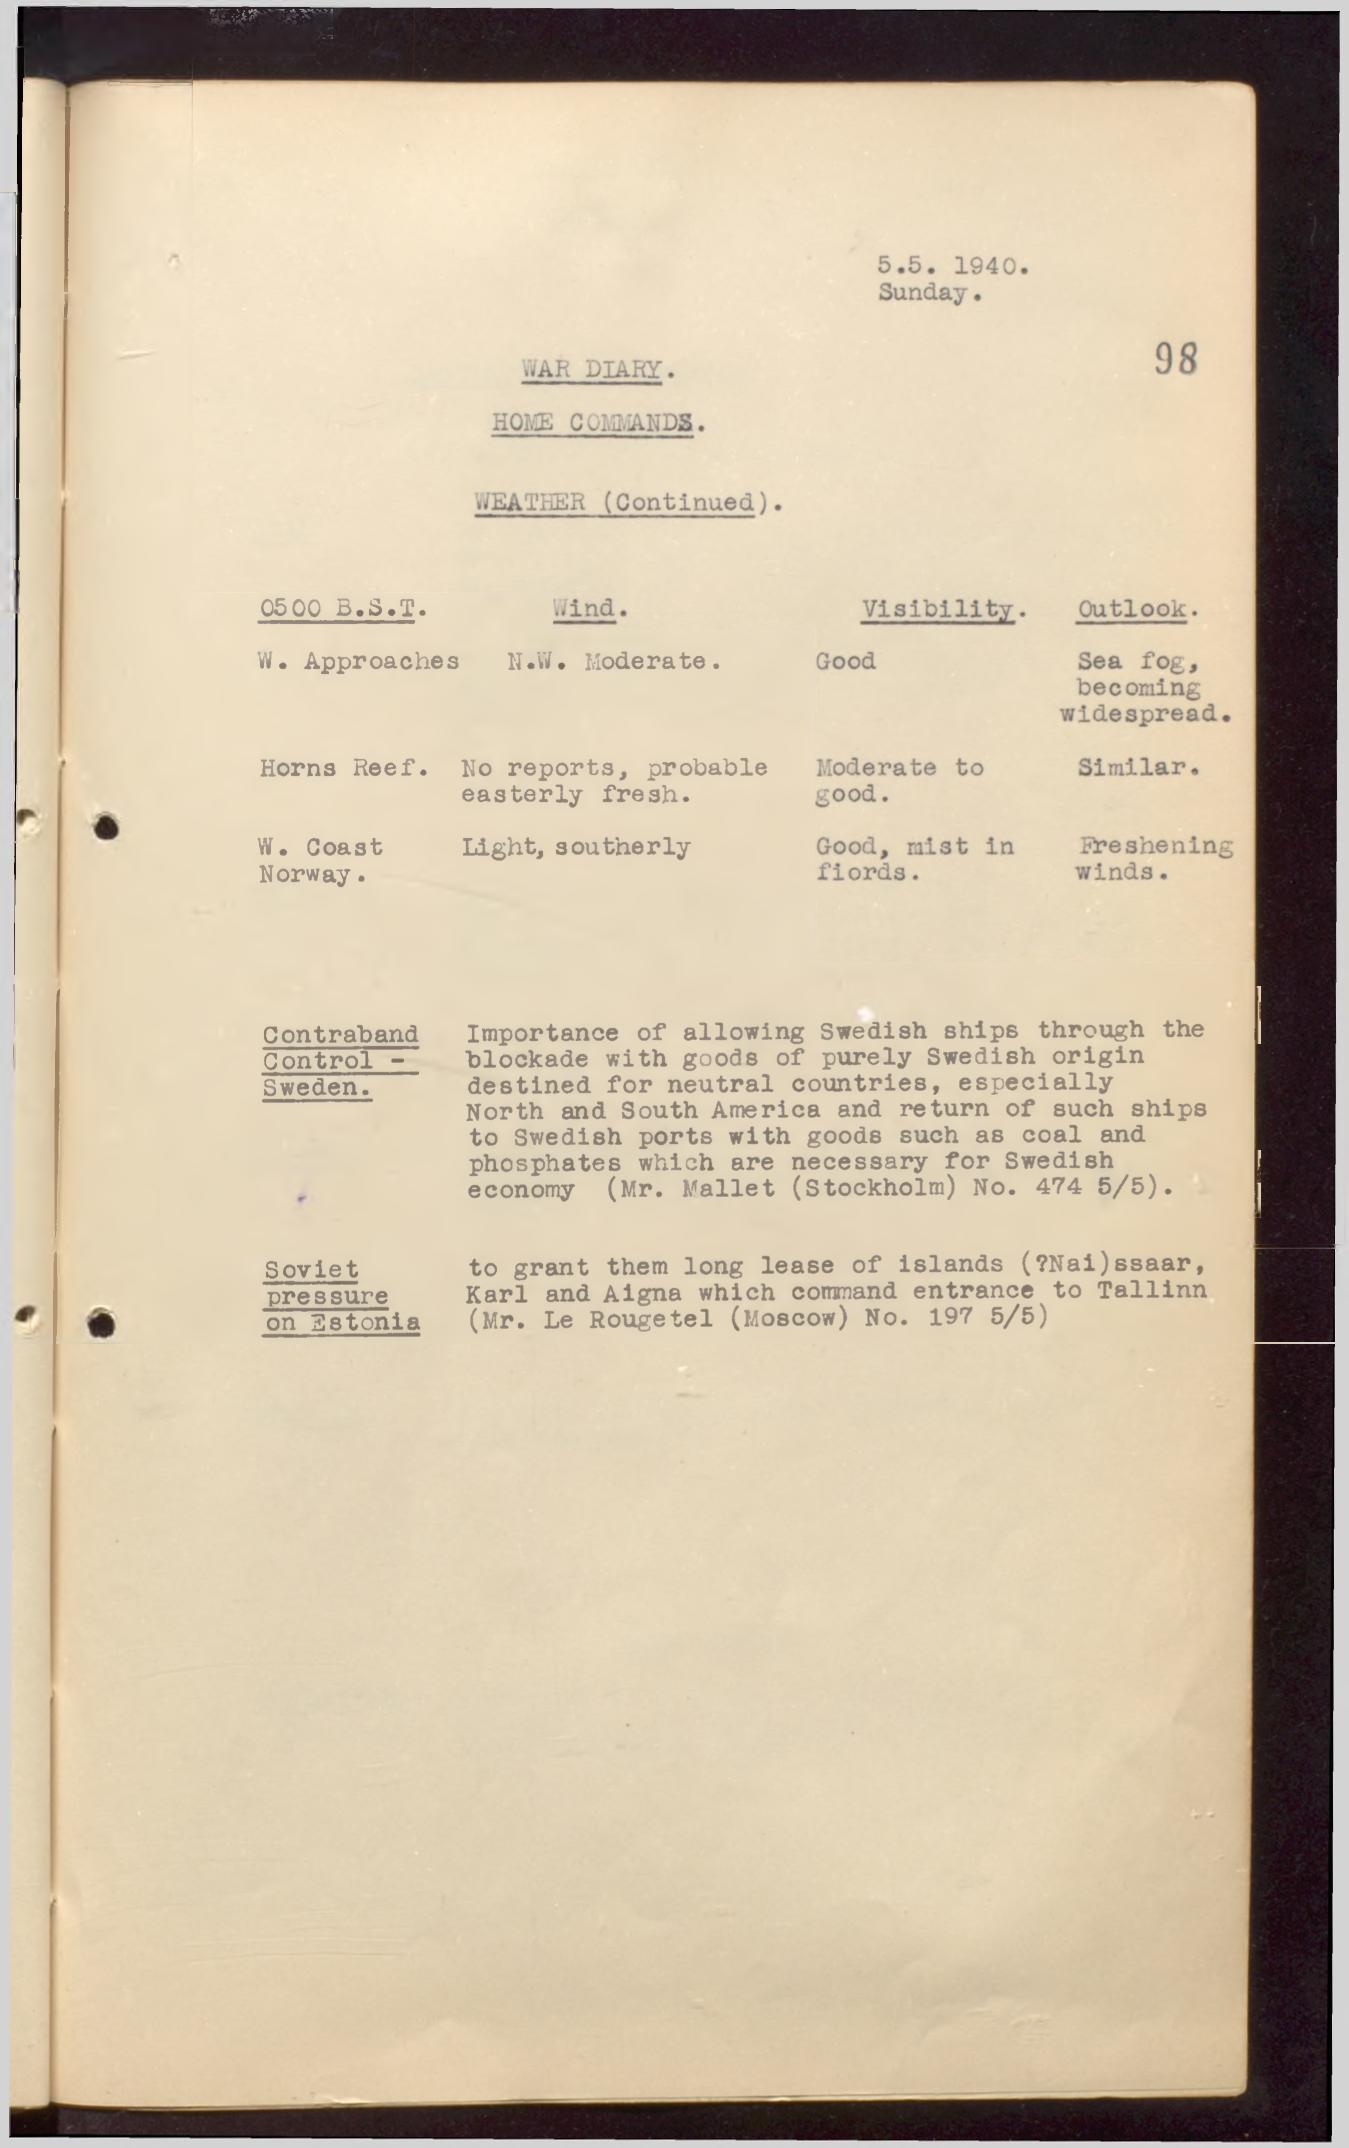 5.5. 1940.
Sunday.
98
WAR DIARY.
HOME COMMANDS.
WEATHER (Continued).
0500 B.S.T. Wind. Visibility. Outlook.
W. Approaches N.W. Moderate. Good Sea fog,
becoming
widespread.
Horns Reef. No reports, probable Moderate to Similar.
easterly fresh. good.
W. Coast Light, southerly Good, mist in Freshening
Norway. fiords. winds.
Contraband Importance of allowing Swedish ships through the
Control - blockade with goods of purely Swedish origin
Sweden. destined for neutral countries, especially
North and South America and return of such ships
to Swedish ports with goods such as coal and
phosphates which are necessary for Swedish
economy (Mr. Mallet (Stockholm) No. 474 5/5).
Soviet to grant them long lease of islands (?Nai)ssaar,
pressure Karl and Aigna which command entrance to Tallinn
on Estonia (Mr. Le Rougetel (Moscow) No. 197 5/5)